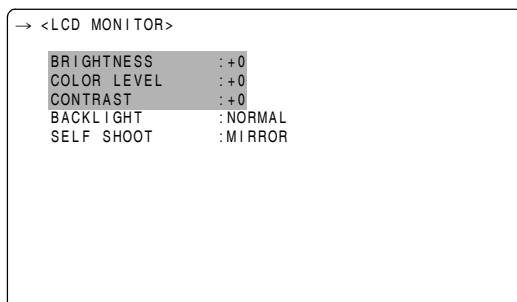 → <LCD MONITOR>
BRIGHTNESS :+0
COLOR LEVEL :+0
CONTRAST :+0
BACKLIGHT :NORMAL
SELF SHOOT :MIRROR